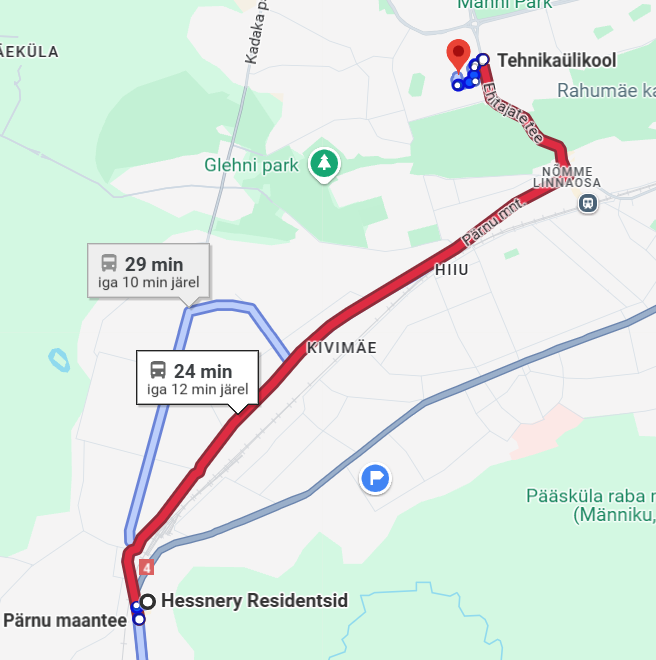 Männi Park
ÄEKÜLA
Kadaka p
Tehnikaülikool
Rahumäe ka
Ehitajate tee
Glehni park
NÕMME
LINNAOSA
Pärnu mnt.
29 min
iga 10 min järel
HIIU
KIVIMÄE
24 min
iga 12 min järel
Pääsküla raba
(Männiku,
4
Hessnery Residentsid
Pärnu maantee